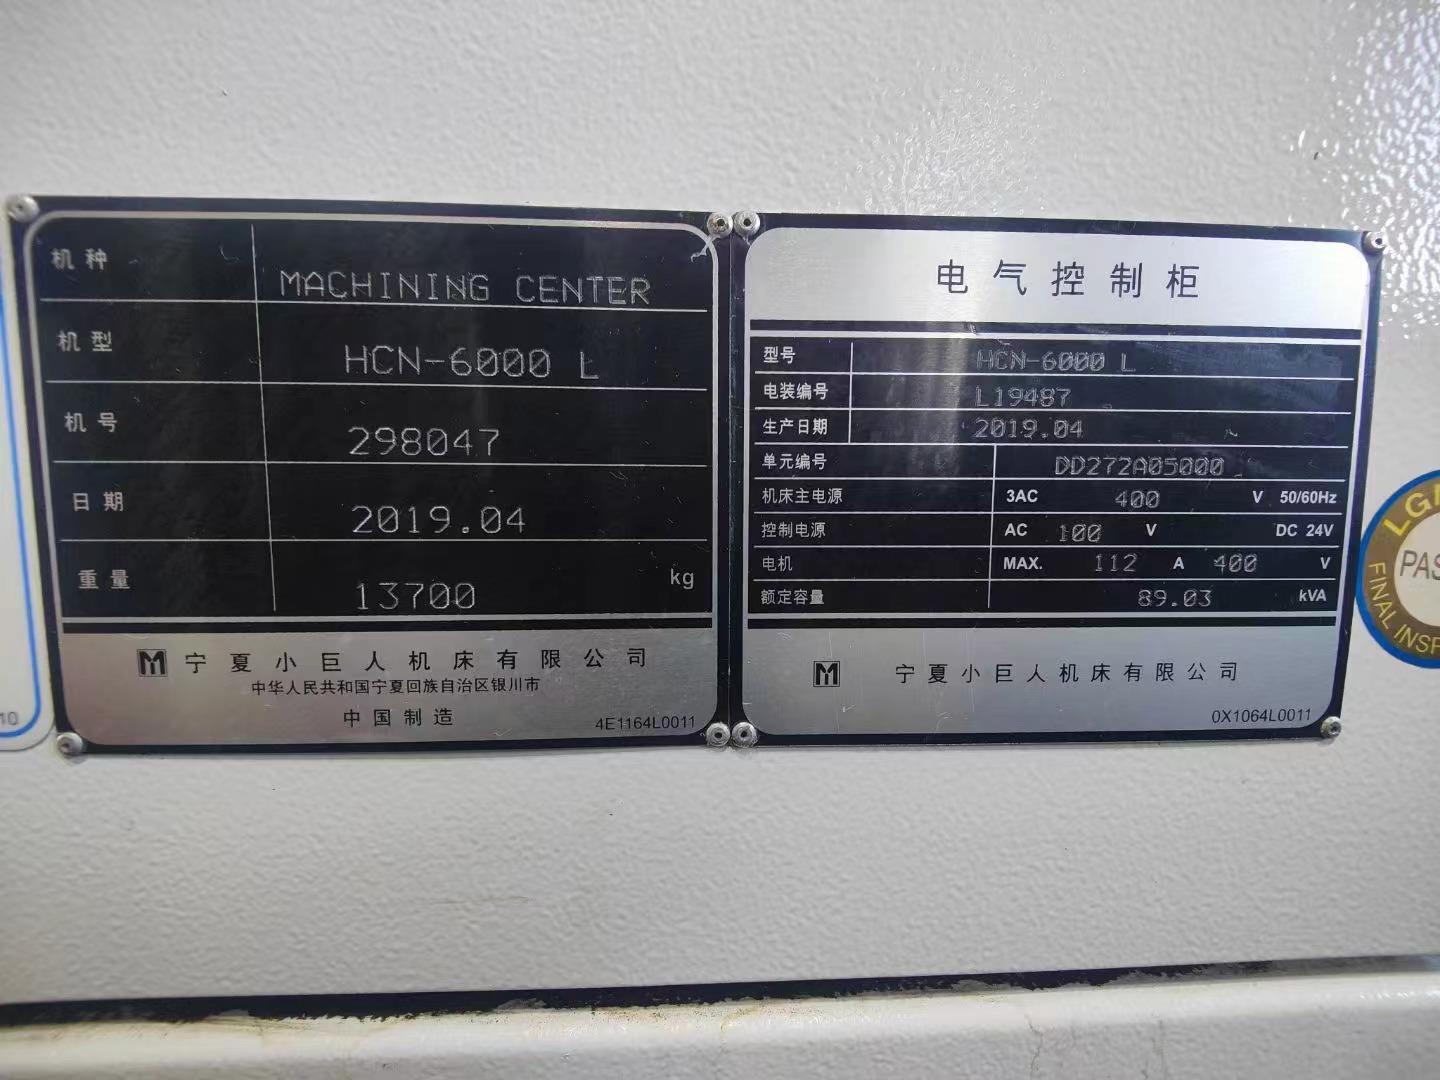 机种 MACHINING CENTER
机型 HCN-6000 L
机号 298047
日期 2019.04
重量 13700 kg
宁夏小巨人机床有限公司
中华人民共和国宁夏回族自治区银川市
中国制造 4E1164L0011
电气控制柜
型号 HCN-6000 L
电装编号 L19487
生产日期 2019.04
单元编号 DD272A05000
机床主电源 3AC 400 V 50/60Hz
控制电源 AC 100 V DC 24V
电机 MAX. 112 A 400 V
额定容量 89.03 kVA
宁夏小巨人机床有限公司
0X1064L0011
10
FINAL